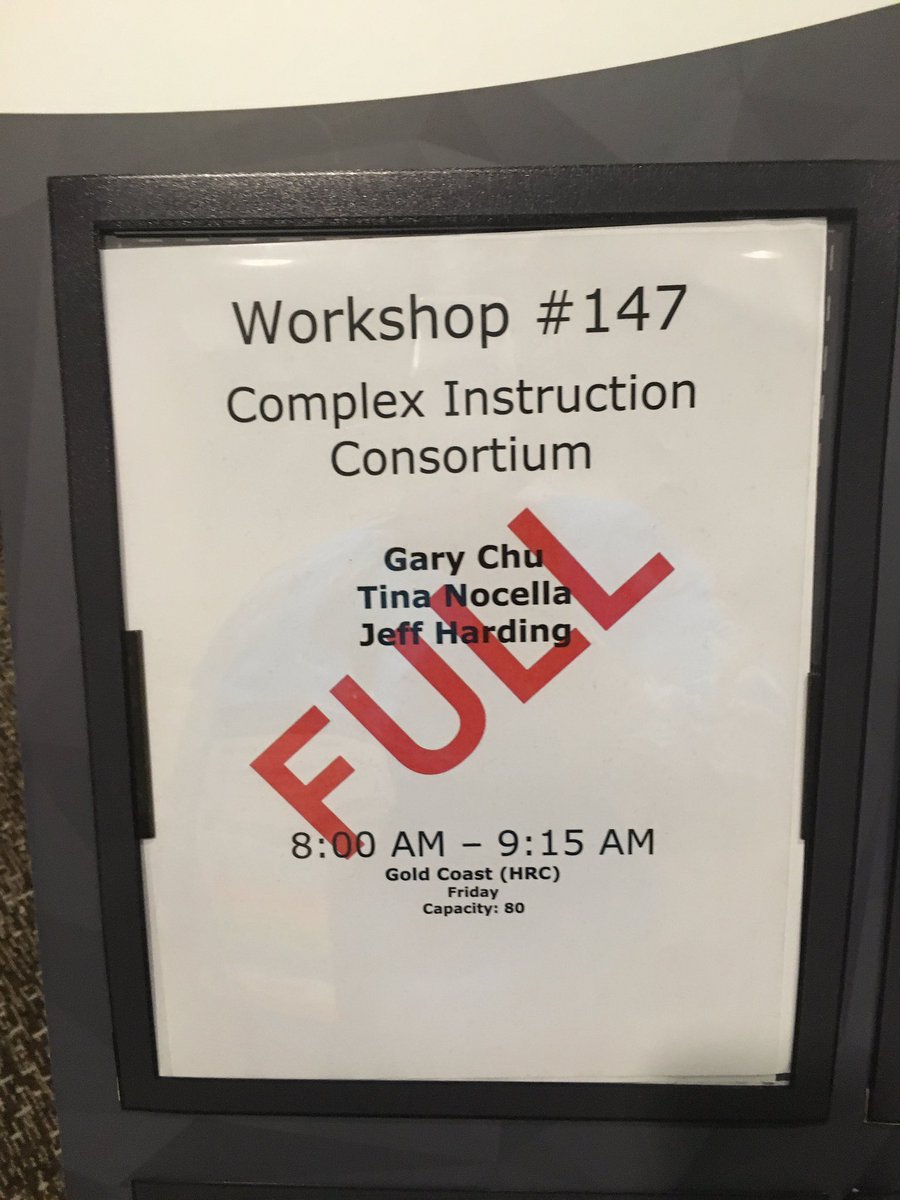 Workshop #147
Complex Instruction
Consortium
Gary Chu
Tina Nocella
Jeff Harding
FULL
8:00 AM – 9:15 AM
Gold Coast (HRC)
Friday
Capacity: 80